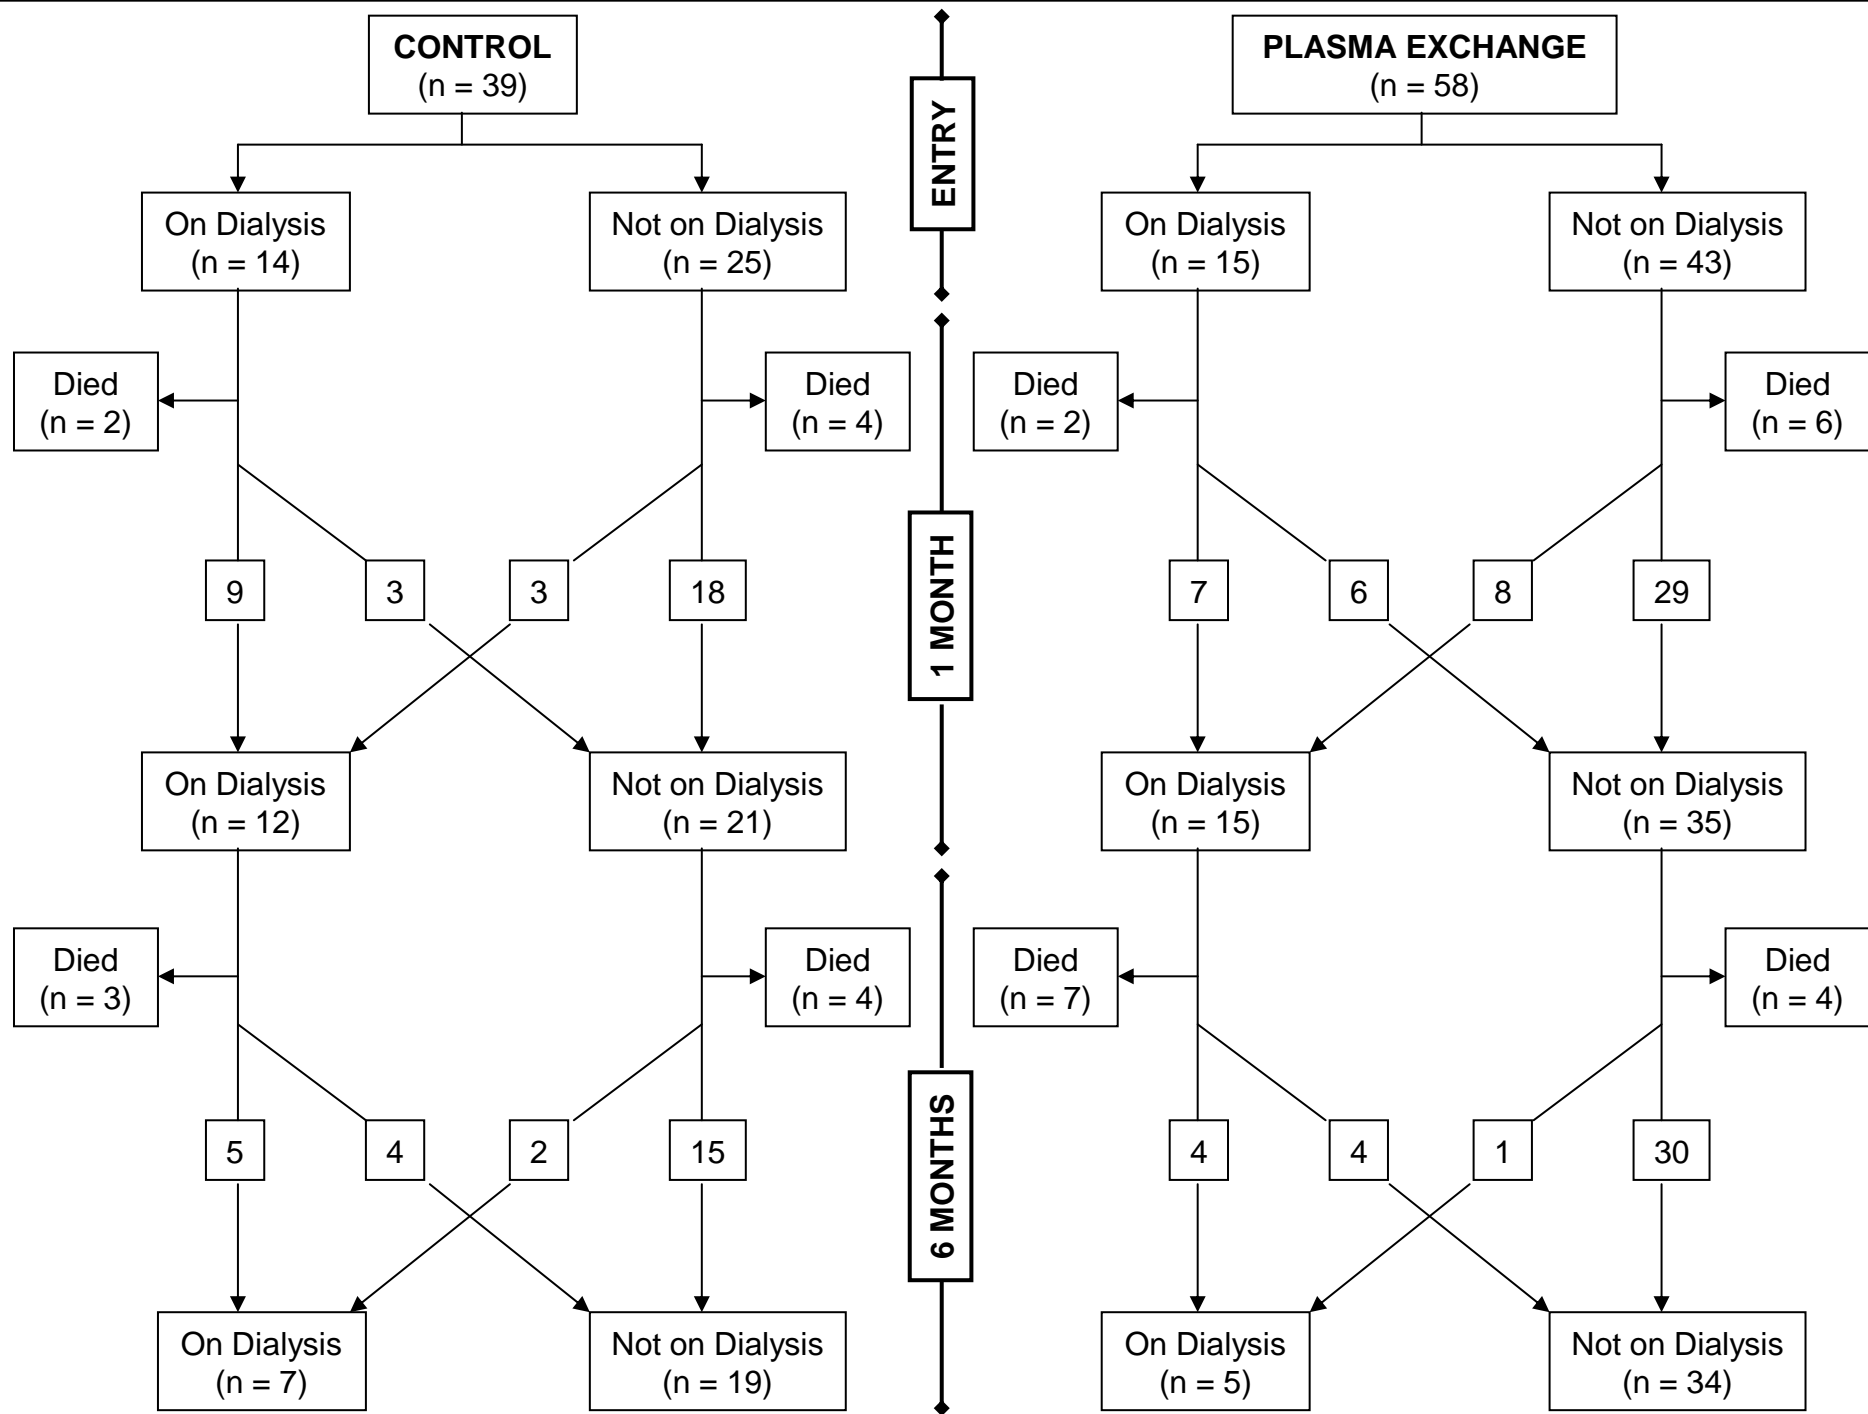 CONTROL
(n = 39)
PLASMA EXCHANGE
(n = 58)
ENTRY
On Dialysis
(n = 14)
Not on Dialysis
(n = 25)
On Dialysis
(n = 15)
Not on Dialysis
(n = 43)
Died
(n = 2)
Died
(n = 4)
Died
(n = 2)
Died
(n = 6)
1 MONTH
9
3
3
18
7
6
8
29
On Dialysis
(n = 12)
Not on Dialysis
(n = 21)
On Dialysis
(n = 15)
Not on Dialysis
(n = 35)
Died
(n = 3)
Died
(n = 4)
Died
(n = 7)
Died
(n = 4)
6 MONTHS
5
4
2
15
4
4
1
30
On Dialysis
(n = 7)
Not on Dialysis
(n = 19)
On Dialysis
(n = 5)
Not on Dialysis
(n = 34)